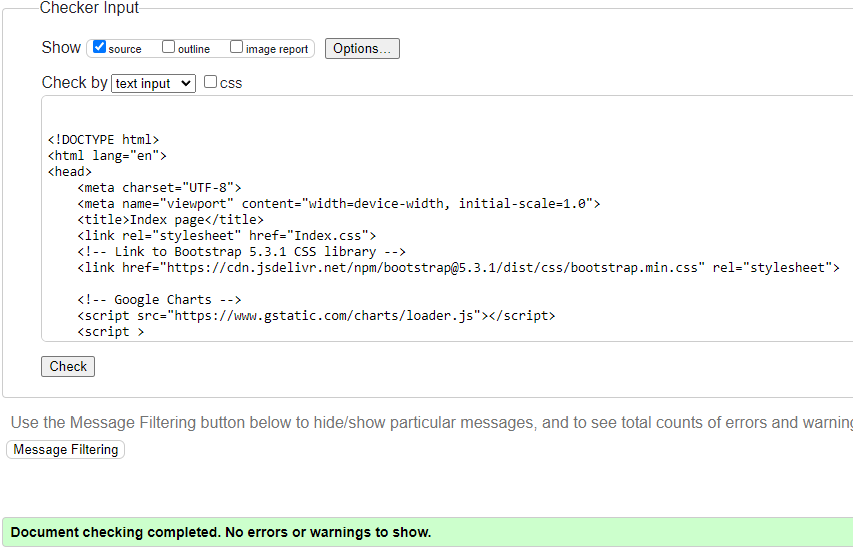 Checker Input
Show source outline image report Options...
Check by text input css
<!DOCTYPE html>
<html lang="en">
<head>
    <meta charset="UTF-8">
    <meta name="viewport" content="width=device-width, initial-scale=1.0">
    <title>Index page</title>
    <link rel="stylesheet" href="Index.css">
    <!-- Link to Bootstrap 5.3.1 CSS library -->
    <link href="https://cdn.jsdelivr.net/npm/bootstrap@5.3.1/dist/css/bootstrap.min.css" rel="stylesheet">
    <!-- Google Charts -->
    <script src="https://www.gstatic.com/charts/loader.js"></script>
    <script >
Check
Use the Message Filtering button below to hide/show particular messages, and to see total counts of errors and warning
Message Filtering
Document checking completed. No errors or warnings to show.